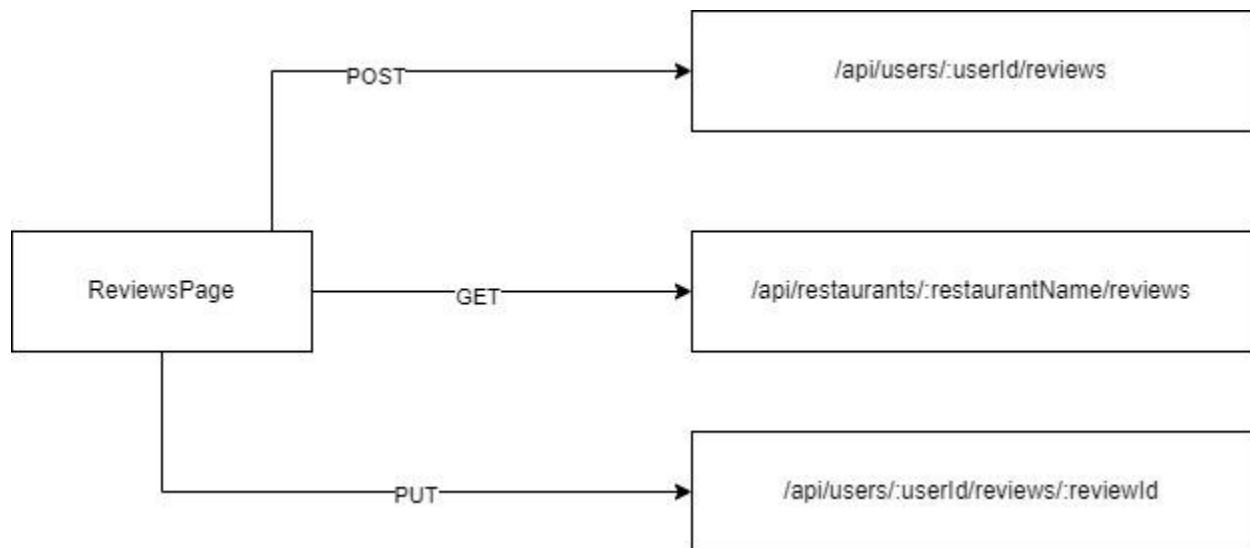 POST
/api/users/:userId/reviews
ReviewsPage
GET
/api/restaurants/:restaurantName/reviews
PUT
/api/users/:userId/reviews/:reviewId